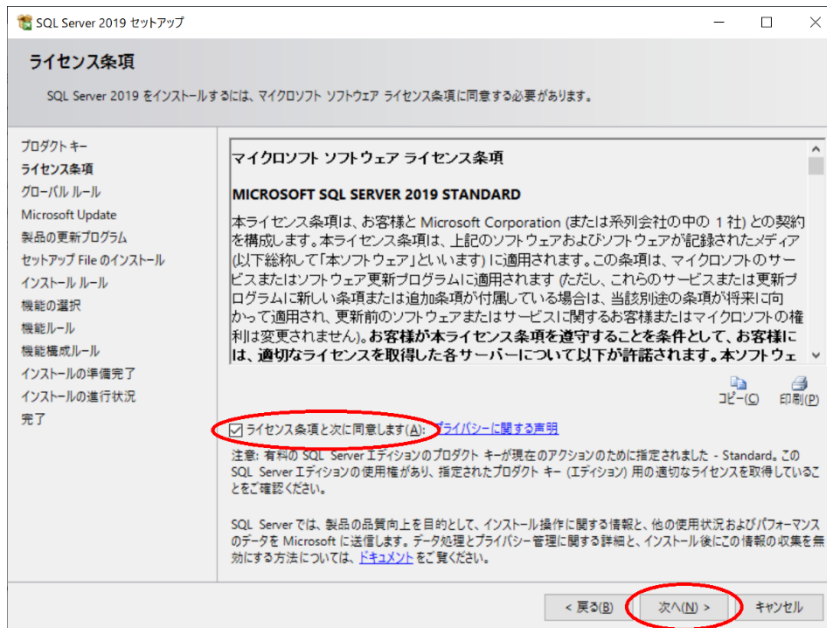 SQL Server 2019 セットアップ
ライセンス条項
SQL Server 2019 をインストールするには、マイクロソフト ソフトウェア ライセンス条項に同意する必要があります。
プロダクト キー
ライセンス条項
グローバル ルール
Microsoft Update
製品の更新プログラム
セットアップ File のインストール
インストール ルール
機能の選択
機能ルール
機能構成ルール
インストールの準備完了
インストールの進行状況
完了
マイクロソフト ソフトウェア ライセンス条項
MICROSOFT SQL SERVER 2019 STANDARD
本ライセンス条項は、お客様と Microsoft Corporation (または系列会社の中の 1 社) との契約
を構成します。本ライセンス条項は、上記のソフトウェアおよびソフトウェアが記録されたメディア
(以下総称して「本ソフトウェア」といいます) に適用されます。この条項は、マイクロソフトのサー
ビスまたはソフトウェア更新プログラムに適用されます (ただし、これらのサービスまたは更新プ
ログラムに新しい条項または追加条項が付属している場合は、当該別途の条項が将来に向
かって適用され、更新前のソフトウェアまたはサービスに関するお客様またはマイクロソフトの権
利は変更されません)。お客様が本ライセンス条項を遵守することを条件として、お客様に
は、適切なライセンスを取得した各サーバーについて以下が許諾されます。本ソフトウェ
コピー(C) 印刷(P)
ライセンス条項と次に同意します(A): プライバシーに関する声明
注意: 有料の SQL Server エディションのプロダクト キーが現在のアクションのために指定されました - Standard。この
SQL Server エディションの使用権があり、指定されたプロダクト キー (エディション) 用の適切なライセンスを取得しているこ
とをご確認ください。
SQL Server では、製品の品質向上を目的として、インストール操作に関する情報と、他の使用状況およびパフォーマンス
のデータを Microsoft に送信します。データ処理とプライバシー管理に関する詳細と、インストール後にこの情報の収集を無
効にする方法については、ドキュメントをご覧ください。
< 戻る(B) 次へ(N) > キャンセル